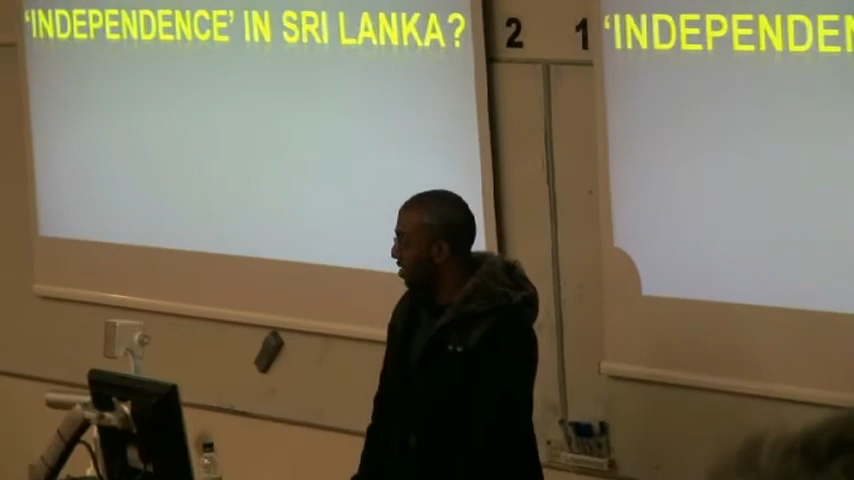 ‘INDEPENDENCE’ IN SRI LANKA?
2 1
‘INDEPENDEN